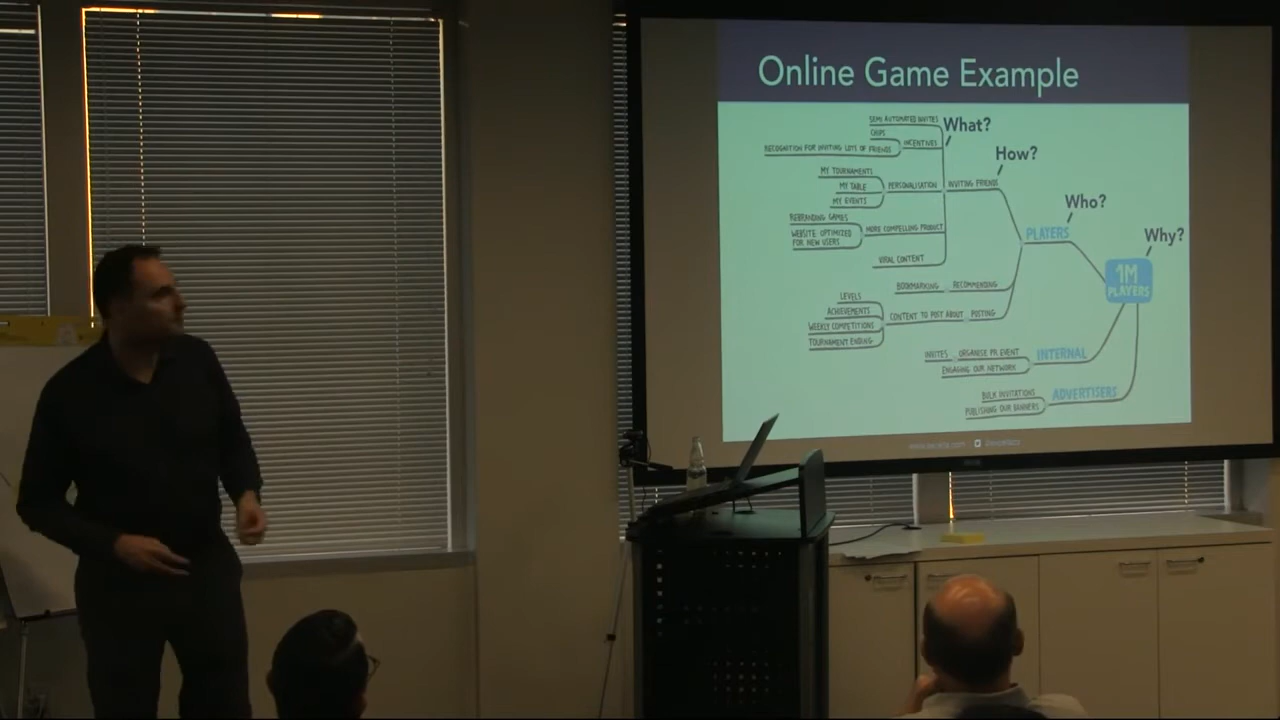 Online Game Example
What?
How?
Who?
Why?
1M
PLAYERS
PLAYERS
INVITING FRIENDS
SEMI AUTOMATED INVITES
INCENTIVES
CHIPS
RECOGNITION FOR INVITING LOTS OF FRIENDS
PERSONALISATION
MY TOURNAMENTS
MY TABLE
MY EVENTS
MORE COMPELLING PRODUCT
REBRANDING GAMES
WEBSITE OPTIMIZED
FOR NEW USERS
VIRAL CONTENT
RECOMMENDING
BOOKMARKING
POSTING
CONTENT TO POST ABOUT
LEVELS
ACHIEVEMENTS
WEEKLY COMPETITIONS
TOURNAMENT ENDING
INTERNAL
ORGANISE PR EVENT
INVITES
ENGAGING OUR NETWORK
ADVERTISERS
BULK INVITATIONS
PUBLISHING OUR BANNERS